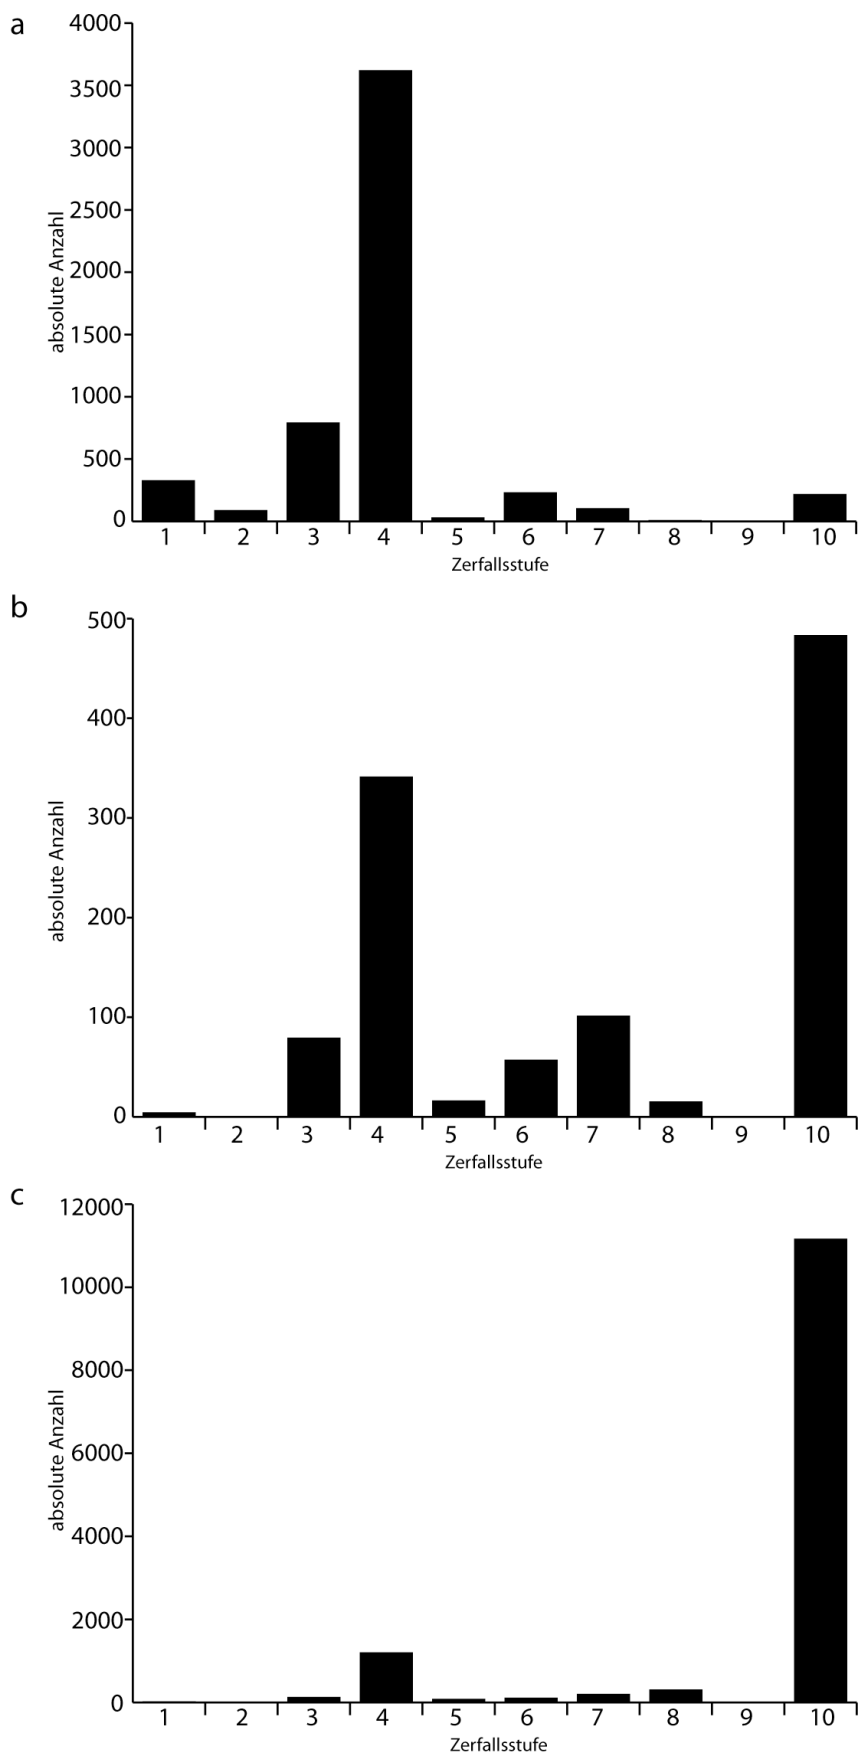 a
4000
3500
3000
2500
2000
1500
1000
500
0
absolute Anzahl
1 2 3 4 5 6 7 8 9 10
Zerfallsstufe
b
500
400
300
200
100
0
absolute Anzahl
1 2 3 4 5 6 7 8 9 10
Zerfallsstufe
c
12000
10000
8000
6000
4000
2000
0
absolute Anzahl
1 2 3 4 5 6 7 8 9 10
Zerfallsstufe